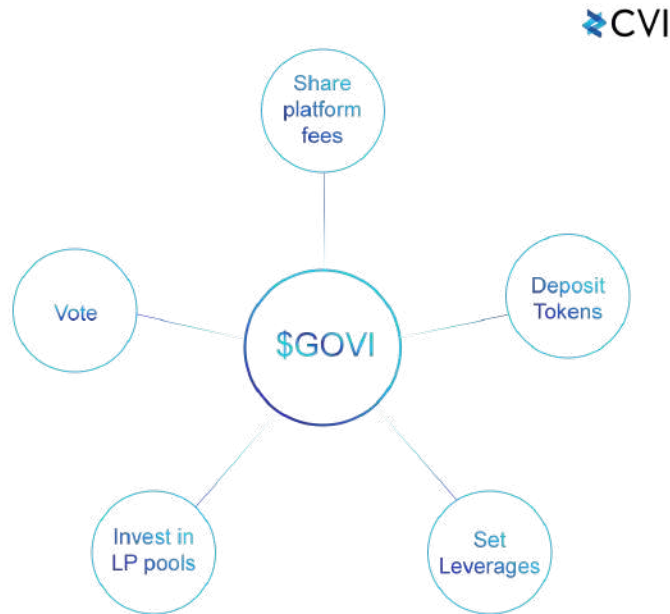 CVI
Share
platform
fees
Vote
Deposit
Tokens
$GOVI
Invest in
LP pools
Set
Leverages